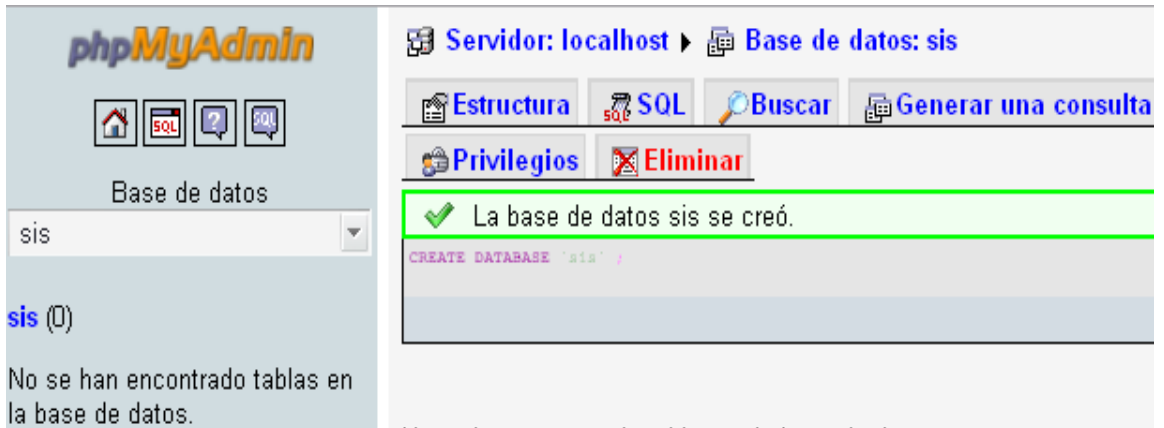 phpMyAdmin
SQL
?
SQL
Base de datos
sis
sis (0)
No se han encontrado tablas en
la base de datos.
Servidor: localhost ▸ Base de datos: sis
Estructura SQL Buscar Generar una consulta
Privilegios Eliminar
La base de datos sis se creó.
CREATE DATABASE `sis` ;